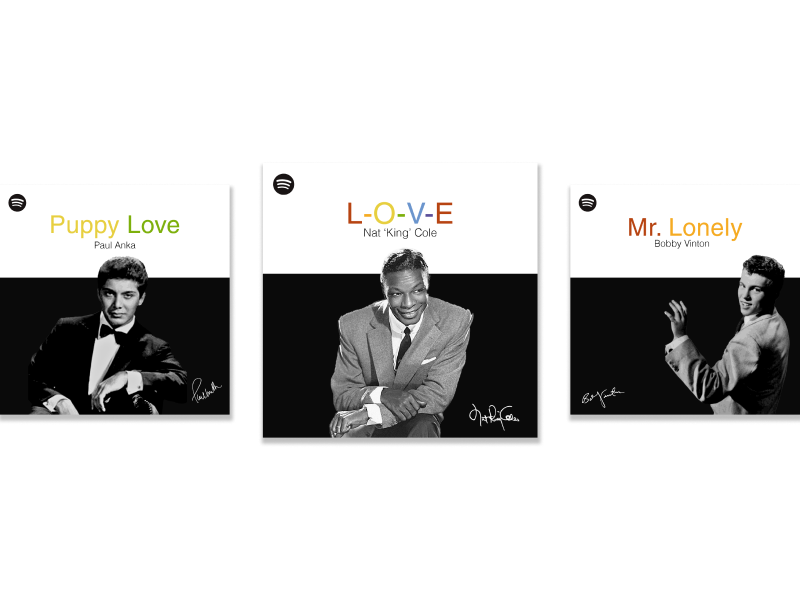 Puppy Love
Paul Anka
L-O-V-E
Nat ‘King’ Cole
Mr. Lonely
Bobby Vinton